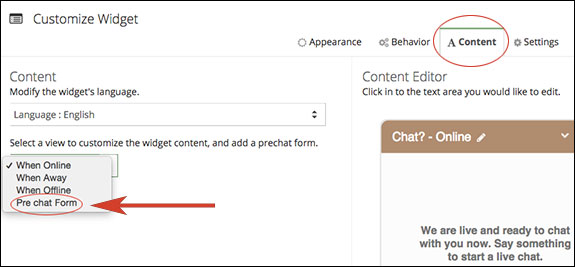 Customize Widget
Appearance
Behavior
A Content
Settings
Content
Modify the widget's language.
Language : English
Select a view to customize the widget content, and add a prechat form.
✓ When Online
When Away
When Offline
Pre chat Form
Content Editor
Click in to the text area you would like to edit.
Chat? - Online
We are live and ready to chat
with you now. Say something
to start a live chat.